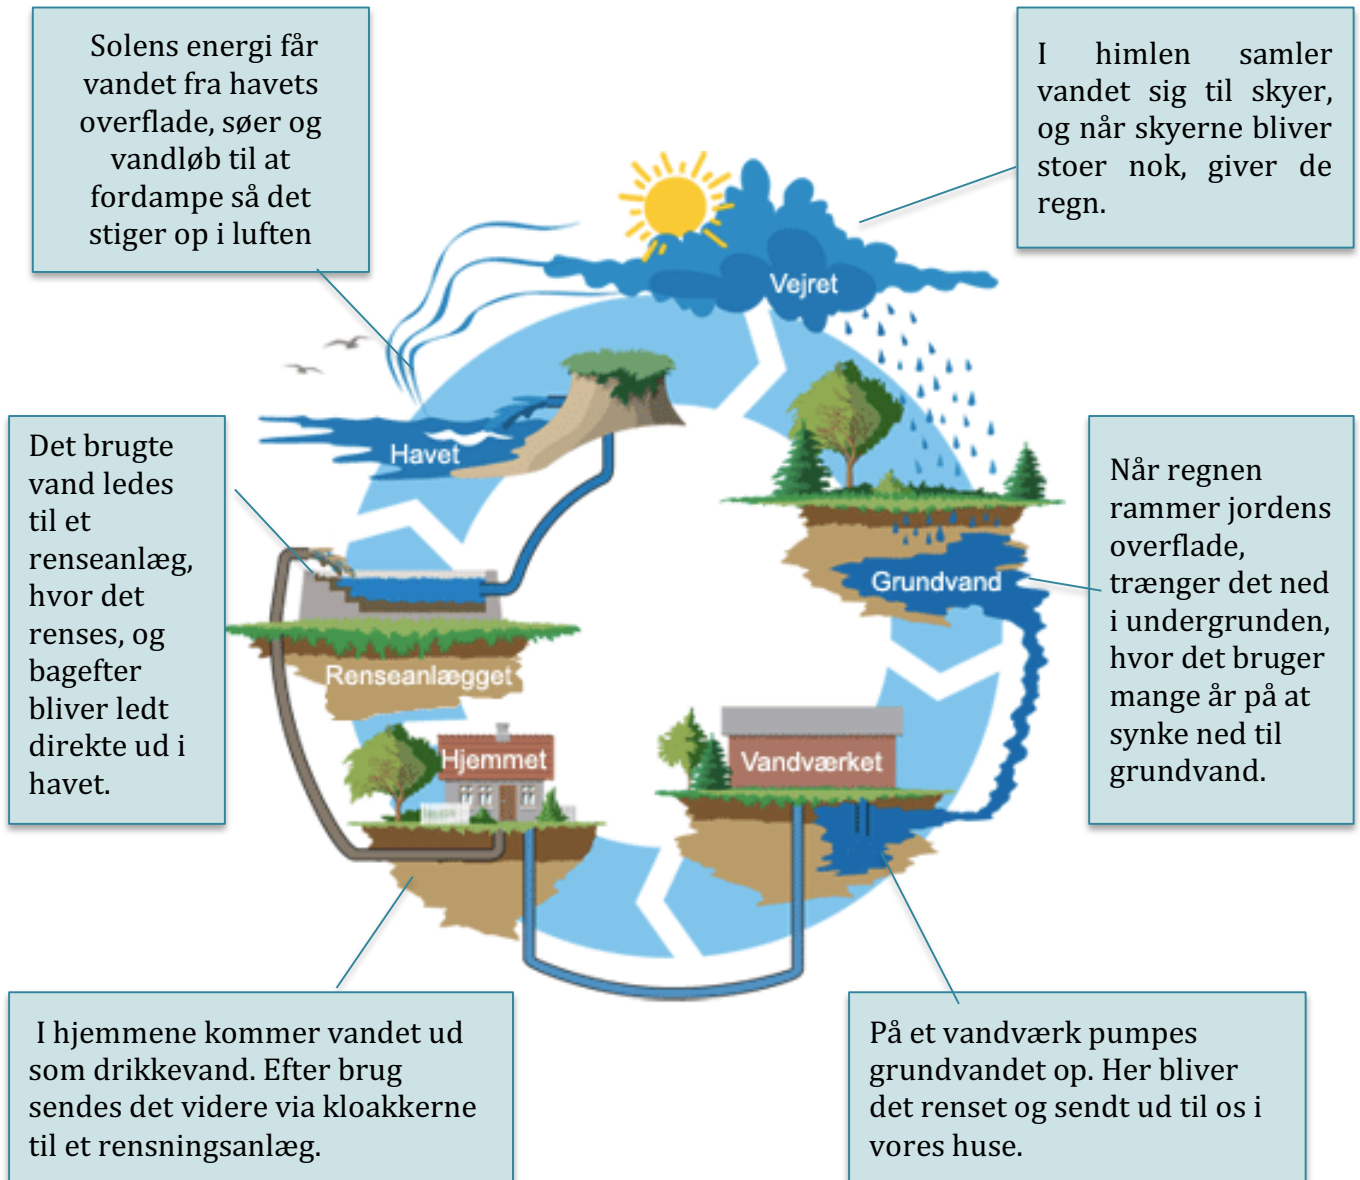 Solens energi får
vandet fra havets
overflade, søer og
vandløb til at
fordampe så det
stiger op i luften
I himlen samler
vandet sig til skyer,
og når skyerne bliver
stoer nok, giver de
regn.
Vejret
Havet
Det brugte
vand ledes
til et
renseanlæg,
hvor det
renses, og
bagefter
bliver ledt
direkte ud i
havet.
Når regnen
rammer jordens
overflade,
trænger det ned
i undergrunden,
hvor det bruger
mange år på at
synke ned til
grundvand.
Grundvand
Renseanlægget
Hjemmet
Vandværket
I hjemmene kommer vandet ud
som drikkevand. Efter brug
sendes det videre via kloakkerne
til et rensningsanlæg.
På et vandværk pumpes
grundvandet op. Her bliver
det renset og sendt ud til os i
vores huse.